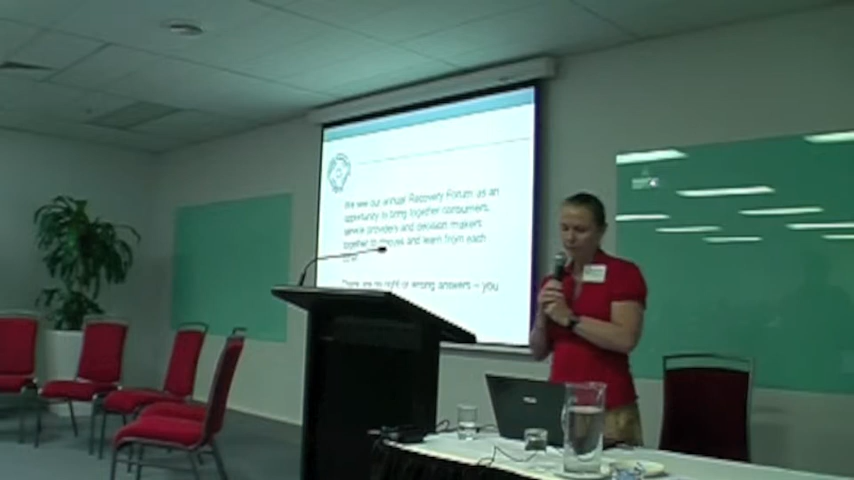 We see our annual Recovery Forum as an
opportunity to bring together consumers,
service providers and decision makers
together to discuss and learn from each
other
There are no right or wrong answers – you